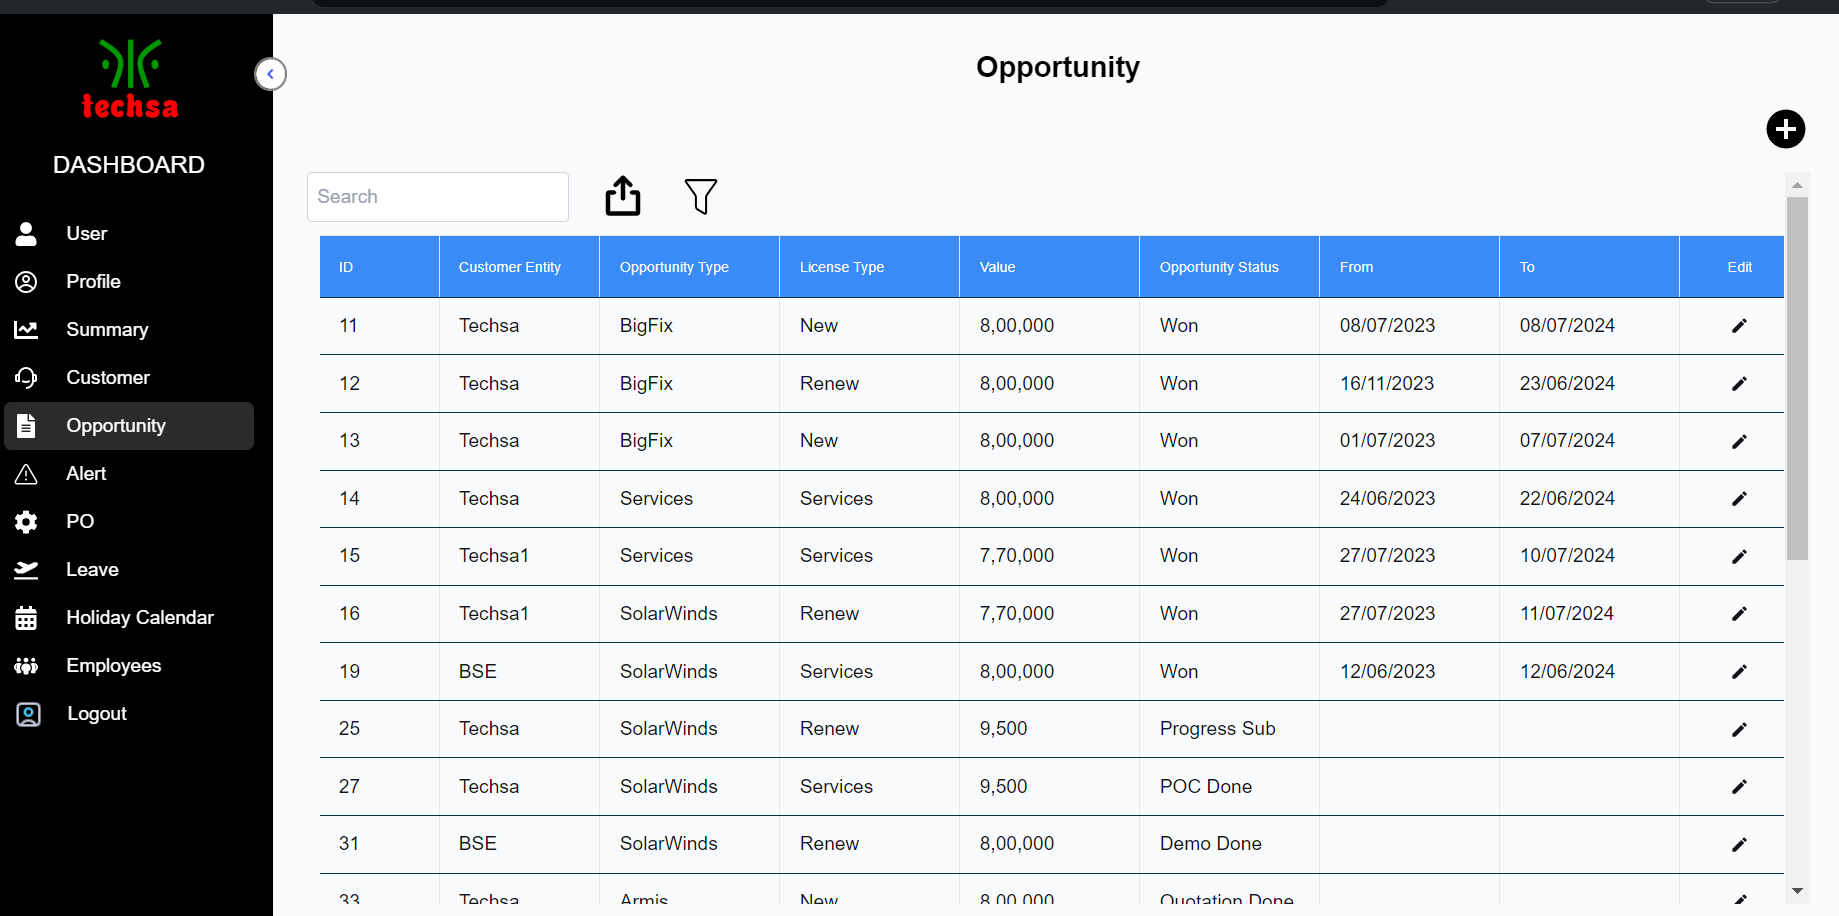 techsa
DASHBOARD
User
Profile
Summary
Customer
Opportunity
Alert
PO
Leave
Holiday Calendar
Employees
Logout
Opportunity
Search
ID Customer Entity Opportunity Type License Type Value Opportunity Status From To Edit
11 Techsa BigFix New 8,00,000 Won 08/07/2023 08/07/2024
12 Techsa BigFix Renew 8,00,000 Won 16/11/2023 23/06/2024
13 Techsa BigFix New 8,00,000 Won 01/07/2023 07/07/2024
14 Techsa Services Services 8,00,000 Won 24/06/2023 22/06/2024
15 Techsa1 Services Services 7,70,000 Won 27/07/2023 10/07/2024
16 Techsa1 SolarWinds Renew 7,70,000 Won 27/07/2023 11/07/2024
19 BSE SolarWinds Services 8,00,000 Won 12/06/2023 12/06/2024
25 Techsa SolarWinds Renew 9,500 Progress Sub
27 Techsa SolarWinds Services 9,500 POC Done
31 BSE SolarWinds Renew 8,00,000 Demo Done
33 Techsa Armis New 8,00,000 Quotation Done